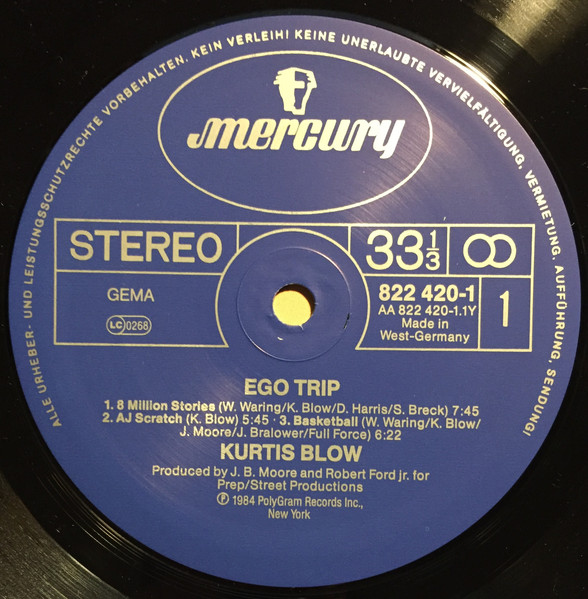 ALLE URHEBER- UND LEISTUNGSSCHUTZRECHTE VORBEHALTEN. KEIN VERLEIH! KEINE UNERLAUBTE VERVIELFÄLTIGUNG, VERMIETUNG, AUFFÜHRUNG, SENDUNG!
mercury
STEREO
33 1/3
GEMA
LC 0268
822 420-1
AA 822 420-1.1Y
Made in
West-Germany
1
EGO TRIP
1. 8 Million Stories (W. Waring/K. Blow/D. Harris/S. Breck) 7:45
2. AJ Scratch (K. Blow) 5:45 · 3. Basketball (W. Waring/K. Blow/
J. Moore/J. Bralower/Full Force) 6:22
KURTIS BLOW
Produced by J. B. Moore and Robert Ford jr. for
Prep/Street Productions
℗ 1984 PolyGram Records Inc.,
New York